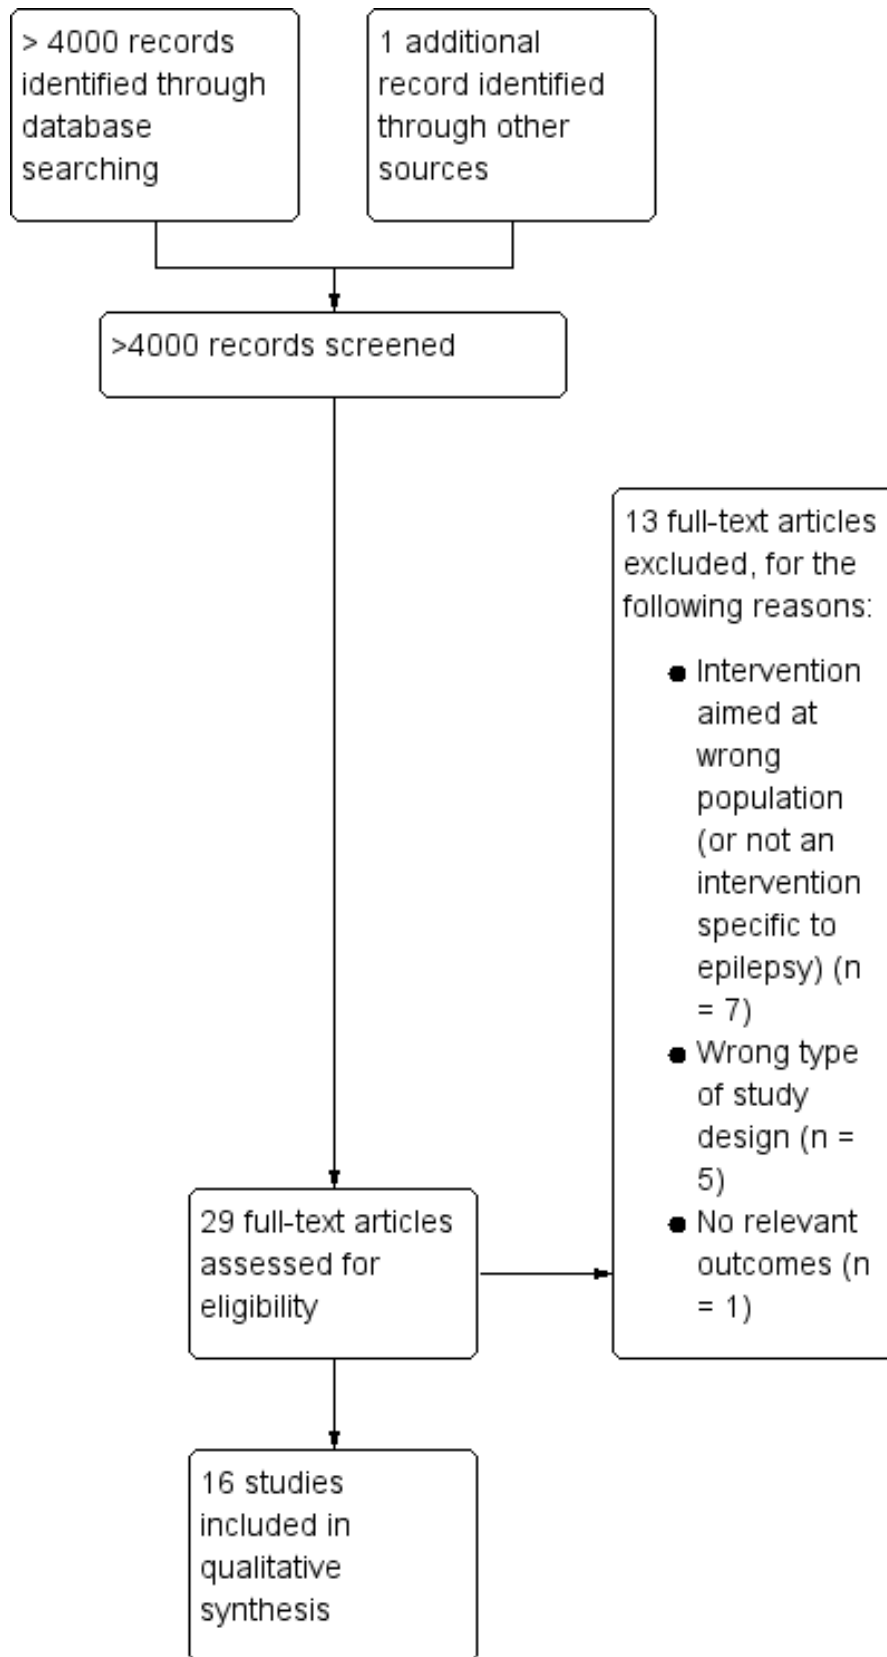 > 4000 records
identified through
database
searching
1 additional
record identified
through other
sources
>4000 records screened
13 full-text articles
excluded, for the
following reasons:
● Intervention
aimed at
wrong
population
(or not an
intervention
specific to
epilepsy) (n
= 7)
● Wrong type
of study
design (n =
5)
● No relevant
outcomes (n
= 1)
29 full-text articles
assessed for
eligibility
16 studies
included in
qualitative
synthesis